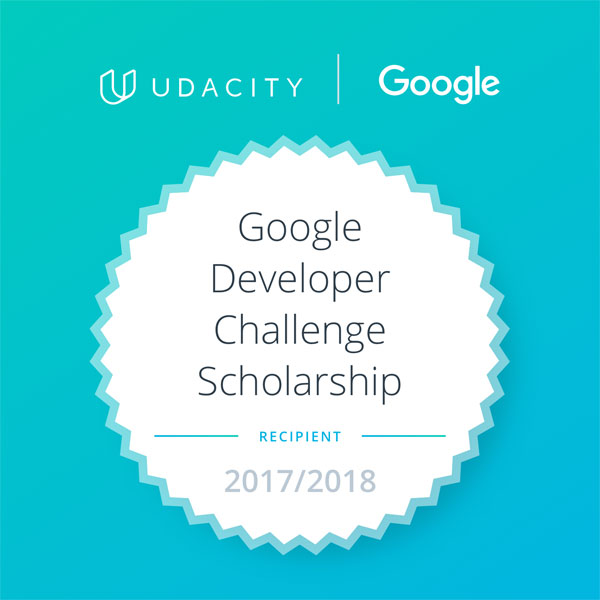 UDACITY | Google
Google
Developer
Challenge
Scholarship
RECIPIENT
2017/2018